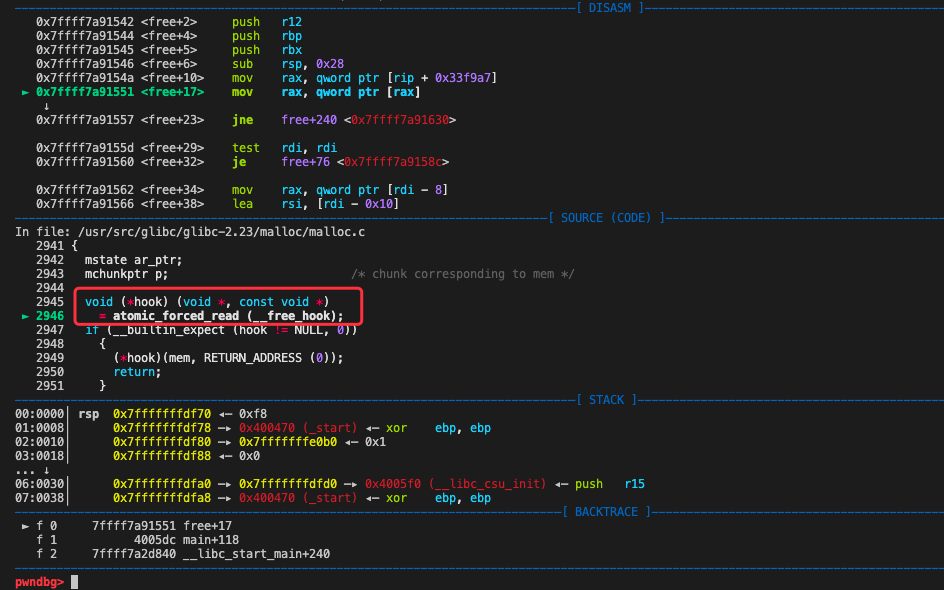 [ DISASM ]
0x7ffff7a91542 <free+2> push r12
0x7ffff7a91544 <free+4> push rbp
0x7ffff7a91545 <free+5> push rbx
0x7ffff7a91546 <free+6> sub rsp, 0x28
0x7ffff7a9154a <free+10> mov rax, qword ptr [rip + 0x33f9a7]
► 0x7ffff7a91551 <free+17> mov rax, qword ptr [rax]
↓
0x7ffff7a91557 <free+23> jne free+240 <0x7ffff7a91630>
0x7ffff7a9155d <free+29> test rdi, rdi
0x7ffff7a91560 <free+32> je free+76 <0x7ffff7a9158c>
0x7ffff7a91562 <free+34> mov rax, qword ptr [rdi - 8]
0x7ffff7a91566 <free+38> lea rsi, [rdi - 0x10]
[ SOURCE (CODE) ]
In file: /usr/src/glibc/glibc-2.23/malloc/malloc.c
2941 {
2942 mstate ar_ptr;
2943 mchunkptr p; /* chunk corresponding to mem */
2944
2945 void (*hook) (void *, const void *)
► 2946 = atomic_forced_read (__free_hook);
2947 if (__builtin_expect (hook != NULL, 0))
2948 {
2949 (*hook)(mem, RETURN_ADDRESS (0));
2950 return;
2951 }
[ STACK ]
00:0000│ rsp 0x7fffffffdf70 ◂— 0xf8
01:0008│ 0x7fffffffdf78 —▸ 0x400470 (_start) ◂— xor ebp, ebp
02:0010│ 0x7fffffffdf80 —▸ 0x7fffffffe0b0 ◂— 0x1
03:0018│ 0x7fffffffdf88 ◂— 0x0
... ↓
06:0030│ 0x7fffffffdfa0 —▸ 0x7fffffffdfd0 —▸ 0x4005f0 (__libc_csu_init) ◂— push r15
07:0038│ 0x7fffffffdfa8 —▸ 0x400470 (_start) ◂— xor ebp, ebp
[ BACKTRACE ]
► f 0 7ffff7a91551 free+17
f 1 4005dc main+118
f 2 7ffff7a2d840 __libc_start_main+240
pwndbg>